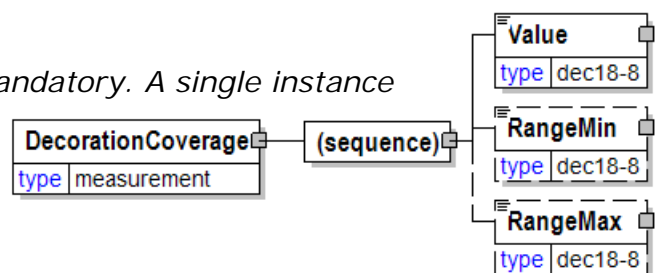 Value
type dec18-8
andatory. A single instance
DecorationCoverage
type measurement
(sequence)
RangeMin
type dec18-8
RangeMax
type dec18-8